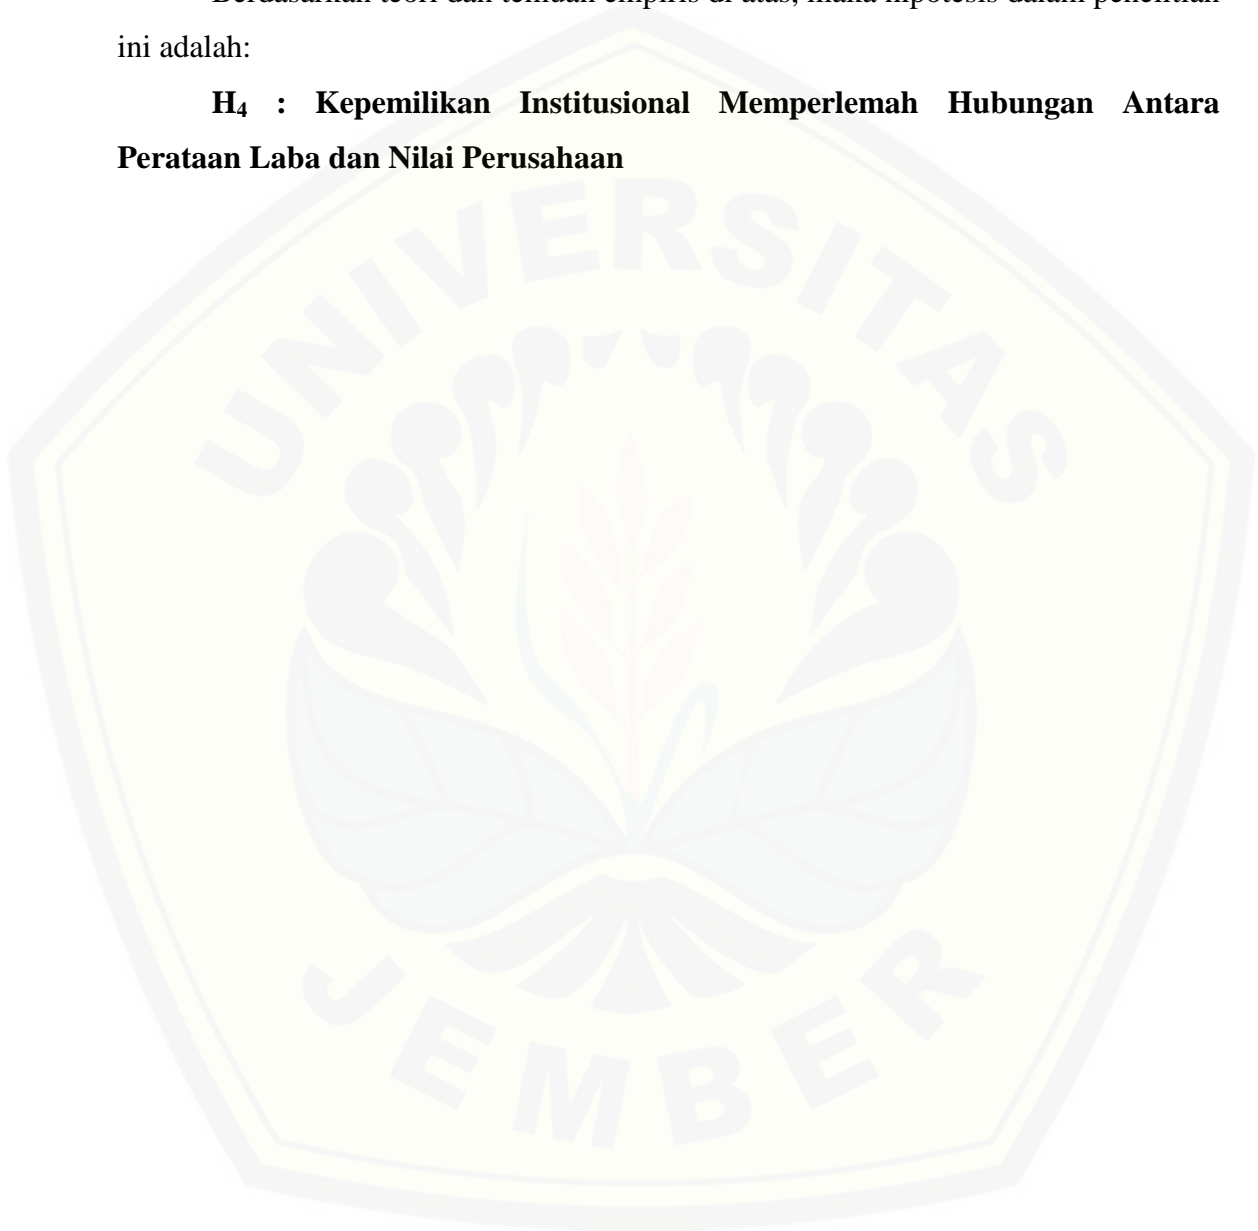 Berdasarkan teori dan temuan empiris di atas, maka hipotesis dalam penelitian
ini adalah:
H₄ : Kepemilikan Institusional Memperlemah Hubungan Antara
Perataan Laba dan Nilai Perusahaan
UNIVERSITAS
JEMBER